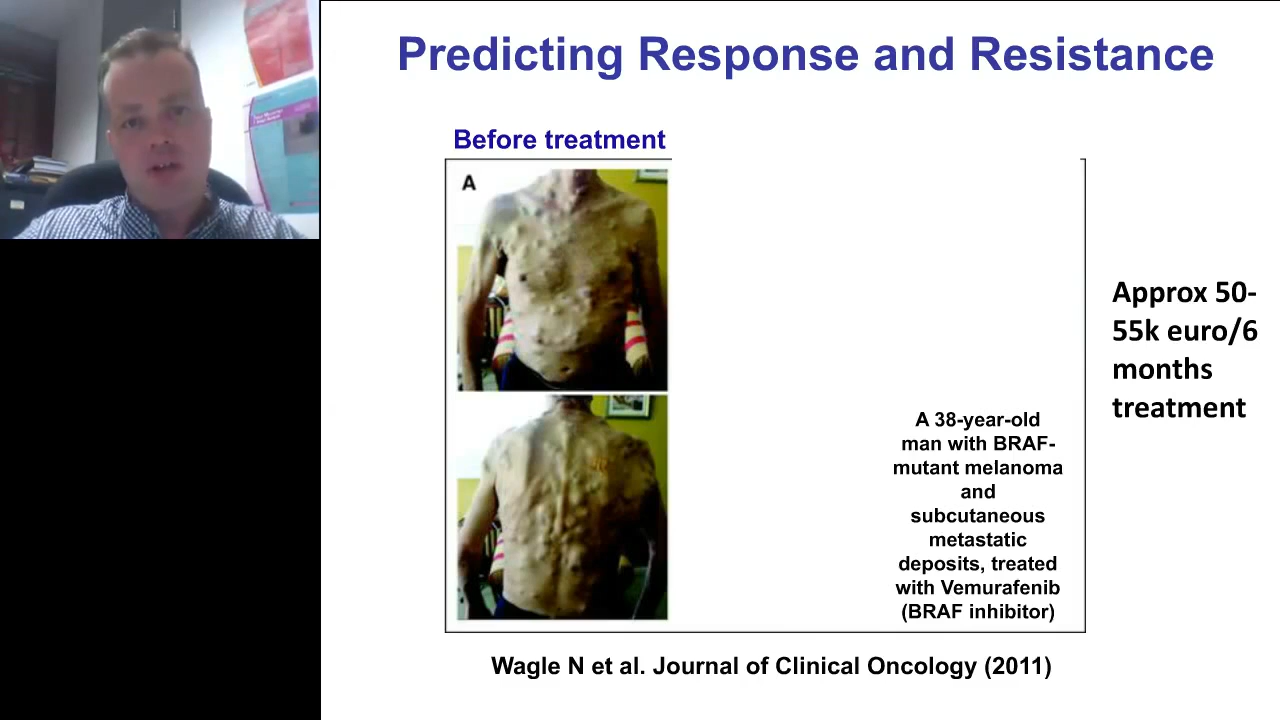 Predicting Response and Resistance
Before treatment
A
Approx 50-
55k euro/6
months
treatment
A 38-year-old
man with BRAF-
mutant melanoma
and
subcutaneous
metastatic
deposits, treated
with Vemurafenib
(BRAF inhibitor)
Wagle N et al. Journal of Clinical Oncology (2011)